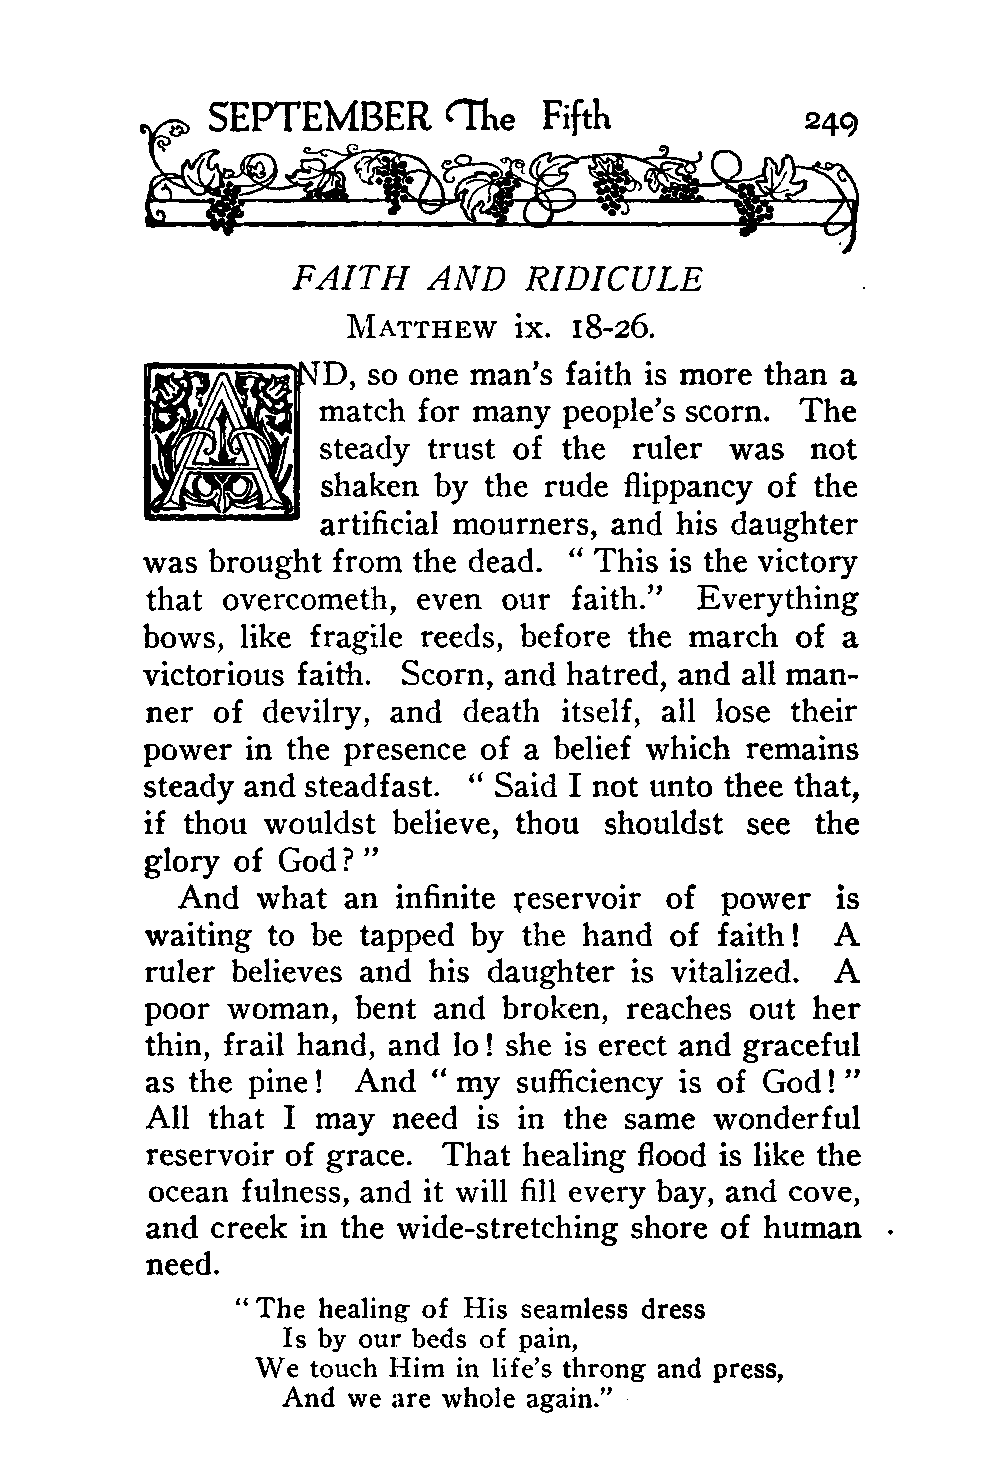 SEPTEMBER The Fifth 249
FAITH AND RIDICULE
MATTHEW ix. 18-26.
AND, so one man's faith is more than a
match for many people's scorn. The
steady trust of the ruler was not
shaken by the rude flippancy of the
artificial mourners, and his daughter
was brought from the dead. “ This is the victory
that overcometh, even our faith.” Everything
bows, like fragile reeds, before the march of a
victorious faith. Scorn, and hatred, and all man-
ner of devilry, and death itself, all lose their
power in the presence of a belief which remains
steady and steadfast. “ Said I not unto thee that,
if thou wouldst believe, thou shouldst see the
glory of God? ”
And what an infinite reservoir of power is
waiting to be tapped by the hand of faith! A
ruler believes and his daughter is vitalized. A
poor woman, bent and broken, reaches out her
thin, frail hand, and lo! she is erect and graceful
as the pine! And “ my sufficiency is of God! ”
All that I may need is in the same wonderful
reservoir of grace. That healing flood is like the
ocean fulness, and it will fill every bay, and cove,
and creek in the wide-stretching shore of human
need.
“ The healing of His seamless dress
Is by our beds of pain,
We touch Him in life's throng and press,
And we are whole again.”